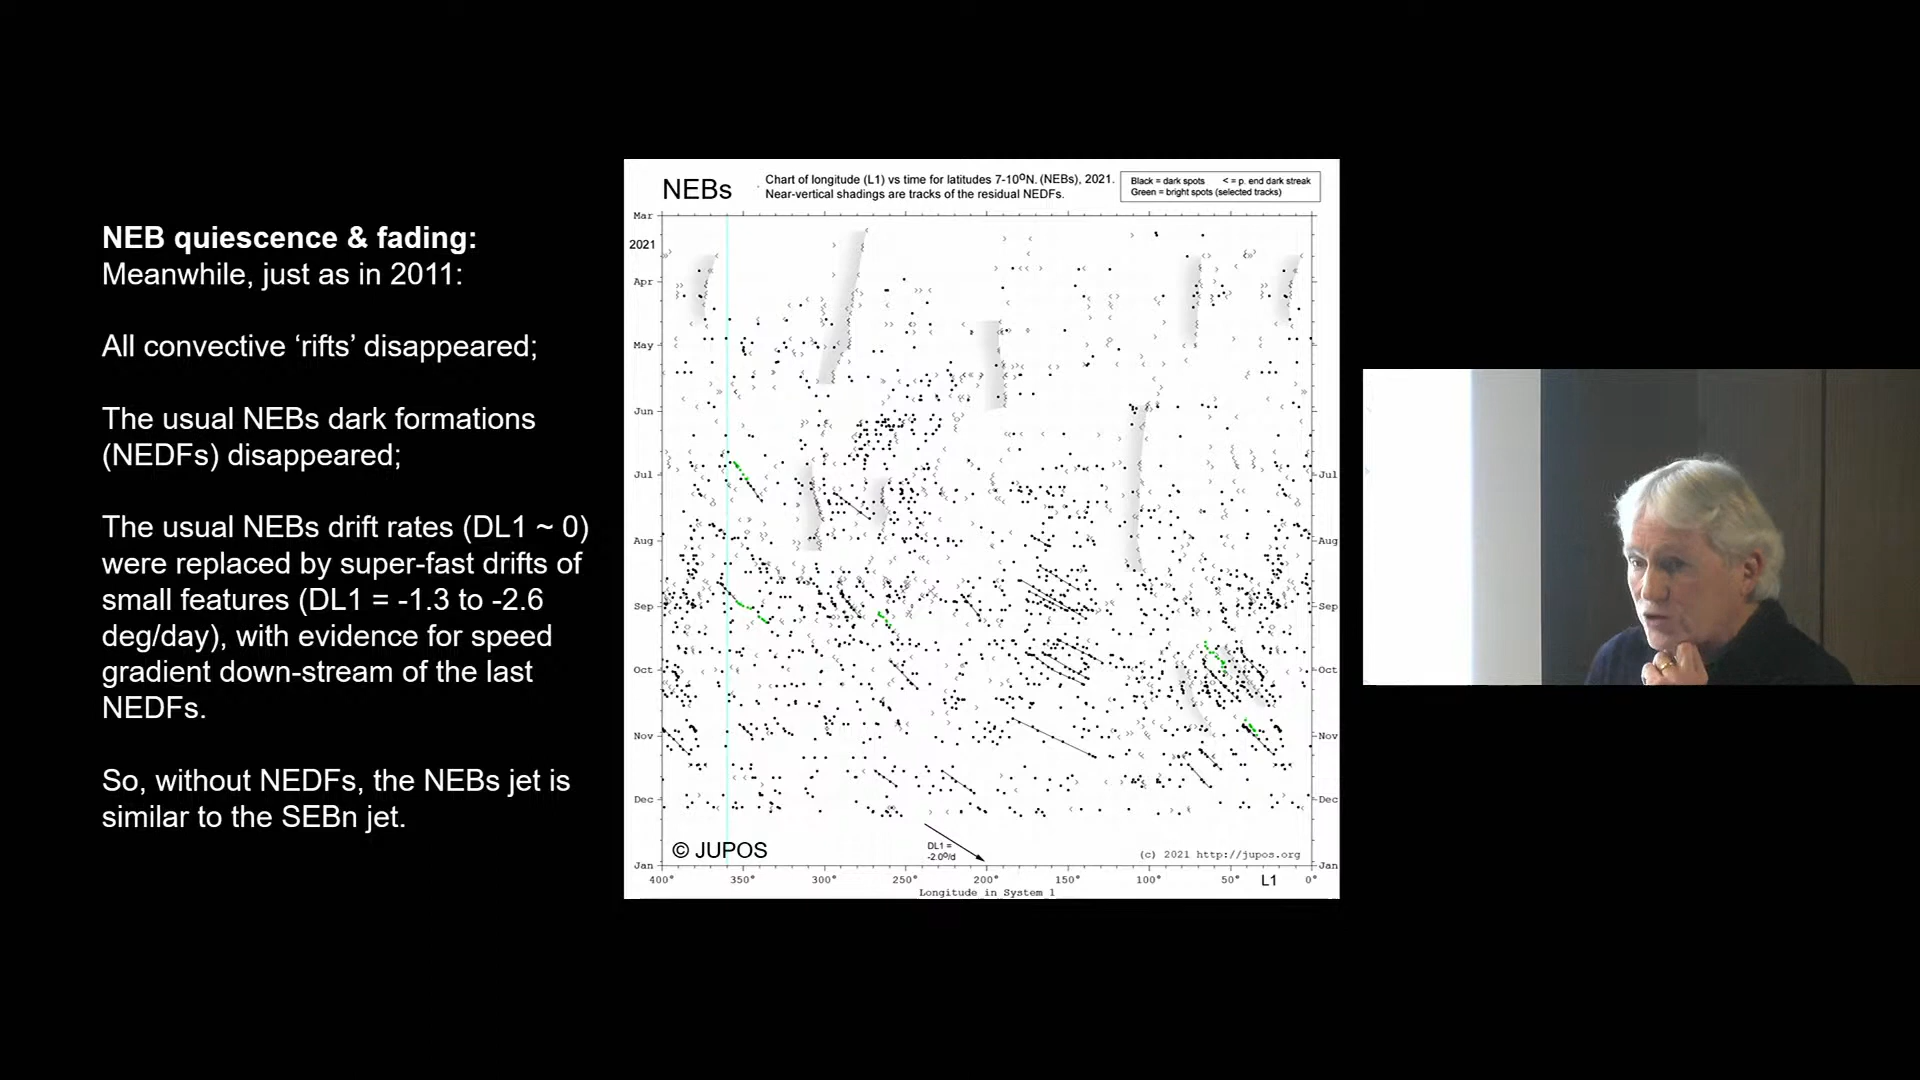 NEB quiescence & fading:
Meanwhile, just as in 2011:
All convective ‘rifts’ disappeared;
The usual NEBs dark formations
(NEDFs) disappeared;
The usual NEBs drift rates (DL1 ~ 0)
were replaced by super-fast drifts of
small features (DL1 = -1.3 to -2.6
deg/day), with evidence for speed
gradient down-stream of the last
NEDFs.
So, without NEDFs, the NEBs jet is
similar to the SEBn jet.
NEBs
Chart of longitude (L1) vs time for latitudes 7-10ºN. (NEBs), 2021.
Near-vertical shadings are tracks of the residual NEDFs.
Black = dark spots < = p. end dark streak
Green = bright spots (selected tracks)
Mar
2021
Apr
May
Jun
Jul Jul
Aug Aug
Sep Sep
Oct Oct
Nov Nov
Dec Dec
Jan Jan
© JUPOS
DL1 =
-2.0º/d
(c) 2021 http://jupos.org
400° 350° 300° 250° 200° 150° 100° 50° L1 0°
Longitude in System 1